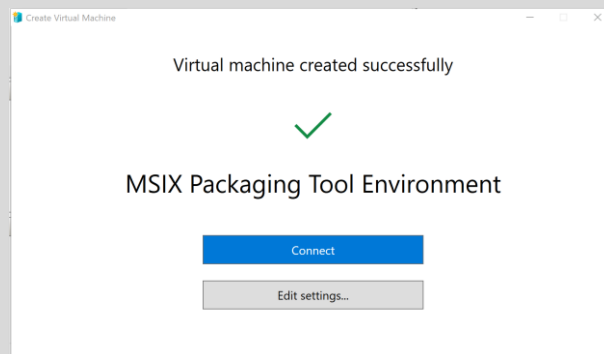 Create Virtual Machine
Virtual machine created successfully
MSIX Packaging Tool Environment
Connect
Edit settings...